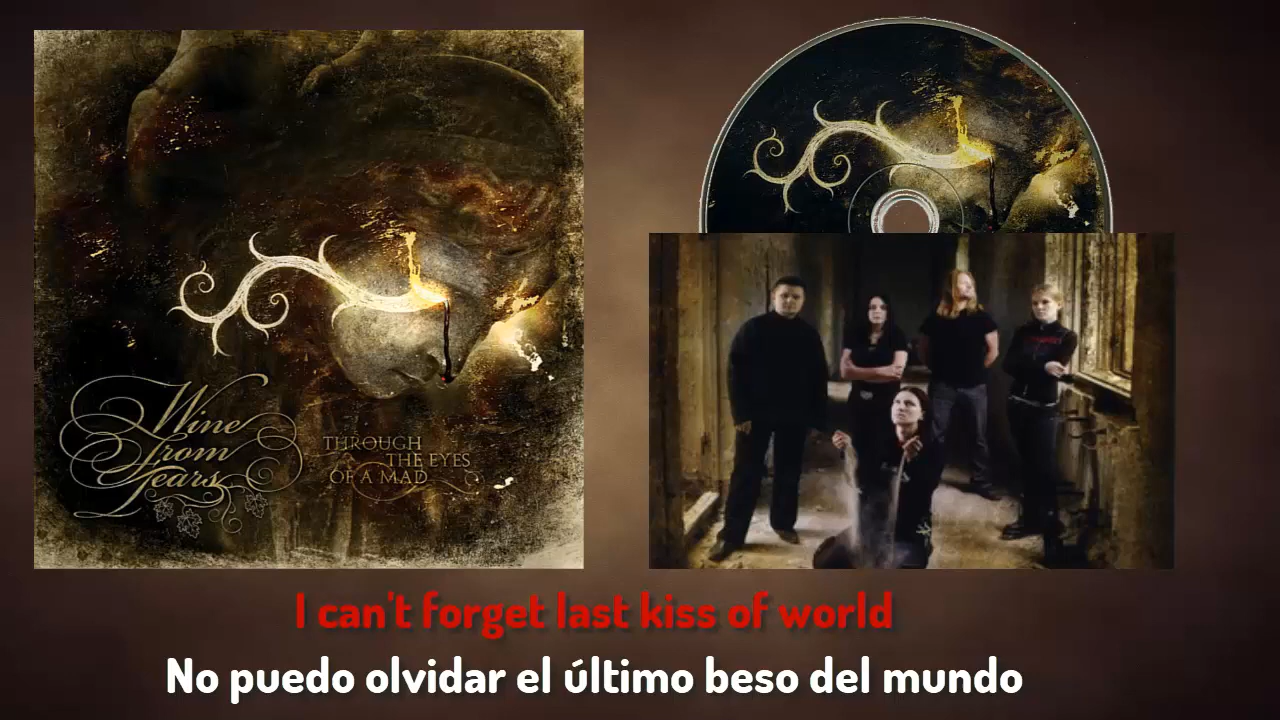 Wine
from
Tears
THROUGH
THE EYES
OF A MAD
I can't forget last kiss of world
No puedo olvidar el último beso del mundo